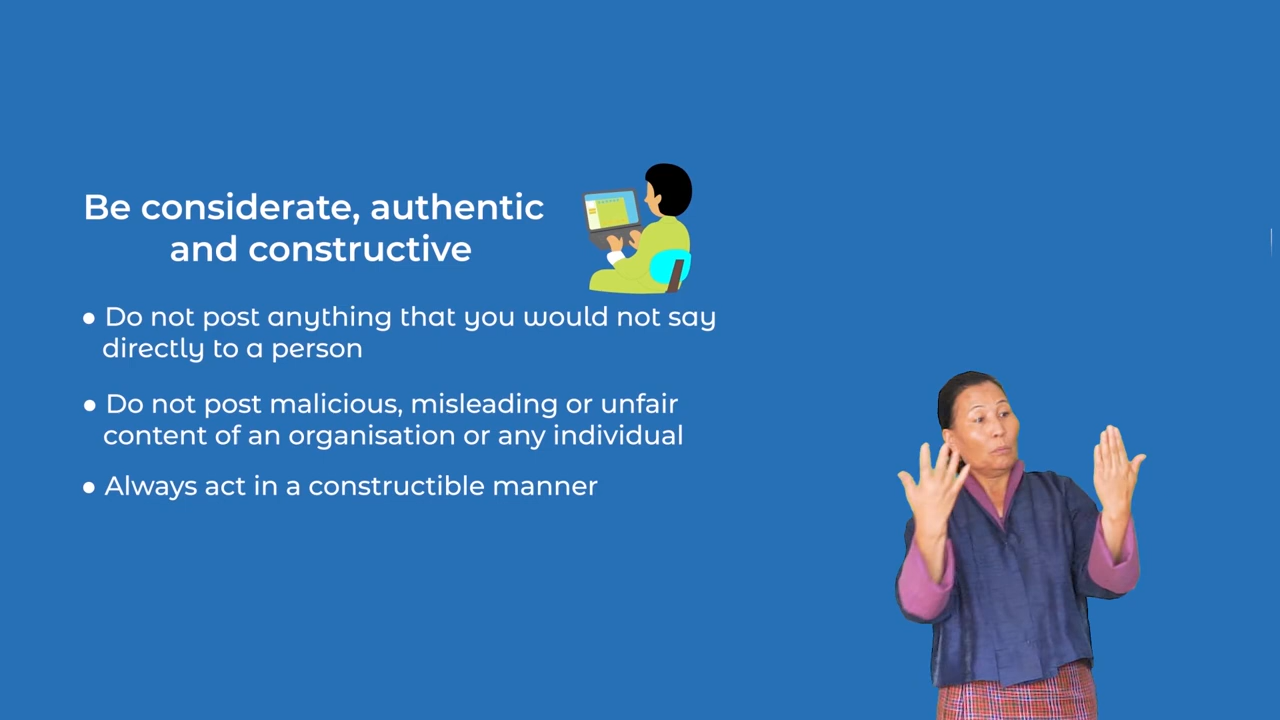 Be considerate, authentic
and constructive
● Do not post anything that you would not say
directly to a person
● Do not post malicious, misleading or unfair
content of an organisation or any individual
● Always act in a constructible manner